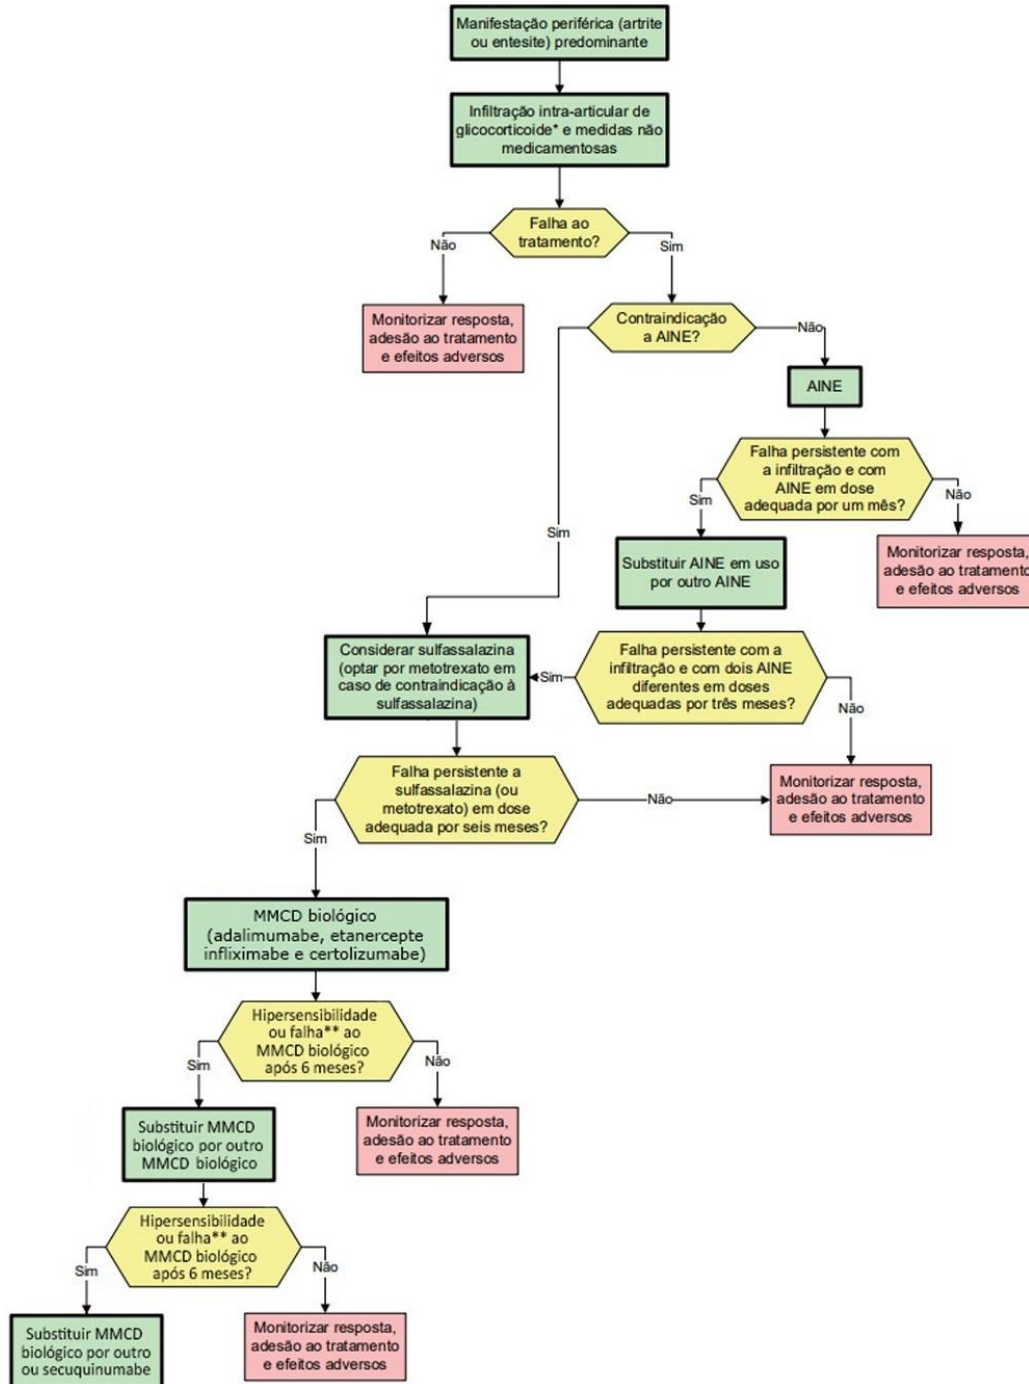 Manifestação periférica (artrite
ou entesite) predominante
Infiltração intra-articular de
glicocorticoide* e medidas não
medicamentosas
Falha ao
tratamento?
Não
Sim
Monitorizar resposta,
adesão ao tratamento
e efeitos adversos
Contraindicação
a AINE?
Não
AINE
Falha persistente com
a infiltração e com
AINE em dose
adequada por um mês?
Sim
Não
Sim
Substituir AINE em uso
por outro AINE
Monitorizar resposta,
adesão ao tratamento
e efeitos adversos
Considerar sulfassalazina
(optar por metotrexato em
caso de contraindicação à
sulfassalazina)
Sim
Falha persistente com a
infiltração e com dois AINE
diferentes em doses
adequadas por três meses?
Não
Falha persistente a
sulfassalazina (ou
metotrexato) em dose
adequada por seis meses?
Não
Sim
Monitorizar resposta,
adesão ao tratamento
e efeitos adversos
MMCD biológico
(adalimumabe, etanercepte
infliximabe e certolizumabe)
Hipersensibilidade
ou falha** ao
MMCD biológico
após 6 meses?
Sim
Não
Substituir MMCD
biológico por outro
MMCD biológico
Monitorizar resposta,
adesão ao tratamento
e efeitos adversos
Hipersensibilidade
ou falha** ao
MMCD biológico
após 6 meses?
Sim
Não
Substituir MMCD
biológico por outro
ou secuquinumabe
Monitorizar resposta,
adesão ao tratamento
e efeitos adversos